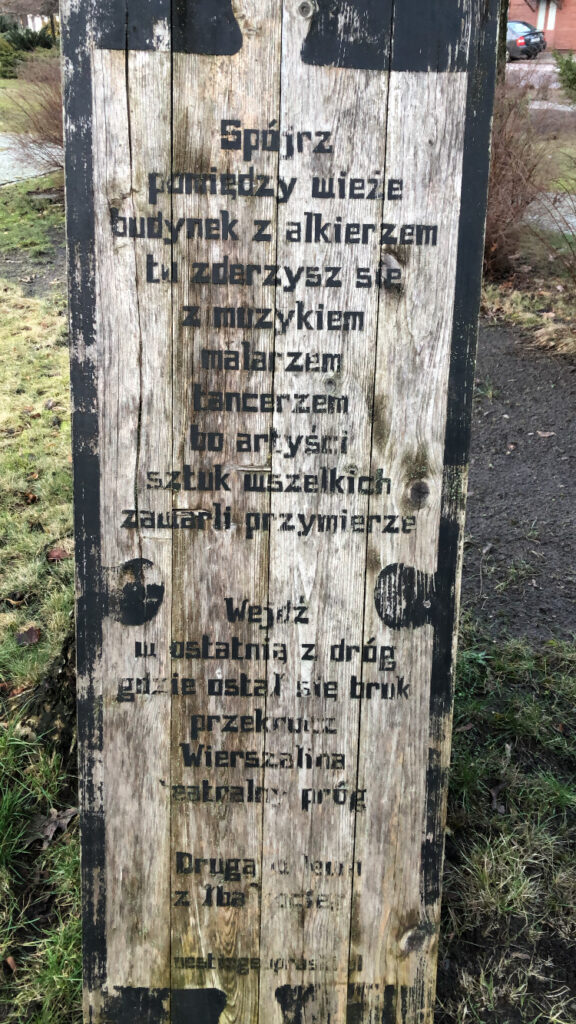 Spójrz
pomiędzy wieże
budynek z alkierzem
tu zderzysz się
z muzykiem
malarzem
tancerzem
bo artyści
sztuk wszelkich
zawarli przymierze
Wejdź
w ostatnią z dróg
gdzie ostał się bruk
przekrocz
Wierszalina
teatralny próg
Druga
z